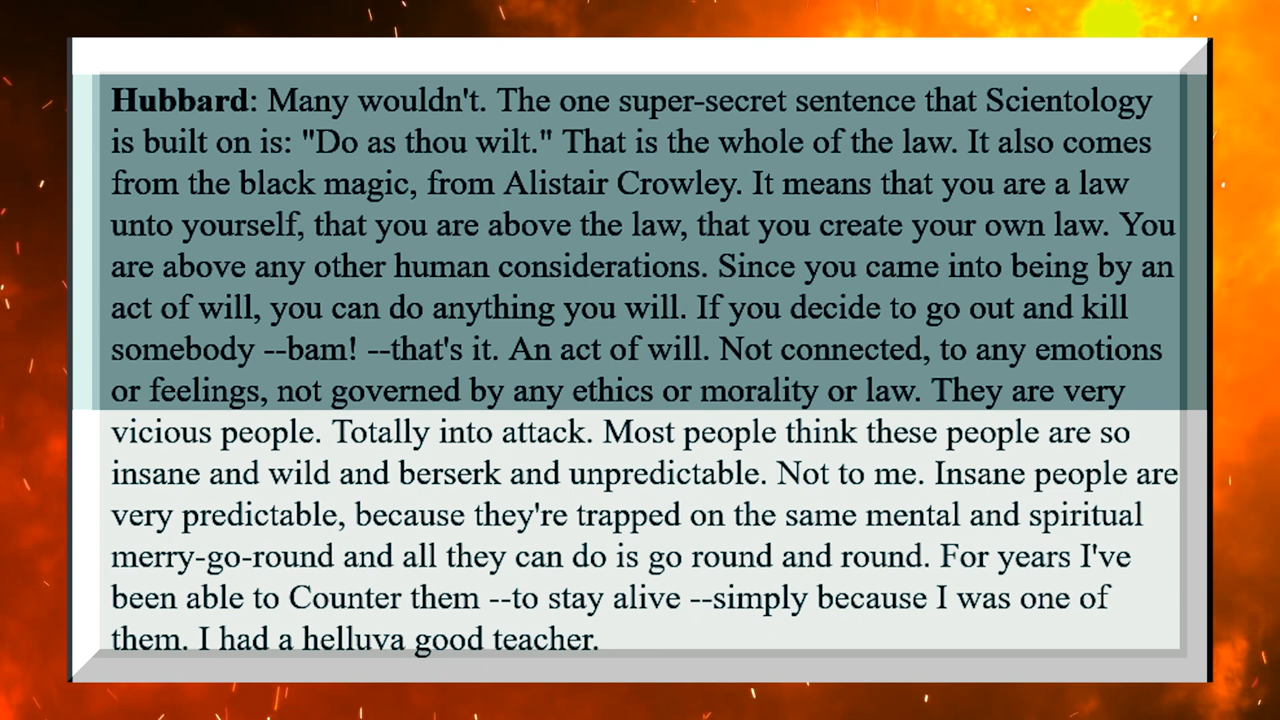 Hubbard: Many wouldn't. The one super-secret sentence that Scientology
is built on is: "Do as thou wilt." That is the whole of the law. It also comes
from the black magic, from Alistair Crowley. It means that you are a law
unto yourself, that you are above the law, that you create your own law. You
are above any other human considerations. Since you came into being by an
act of will, you can do anything you will. If you decide to go out and kill
somebody --bam! --that's it. An act of will. Not connected, to any emotions
or feelings, not governed by any ethics or morality or law. They are very
vicious people. Totally into attack. Most people think these people are so
insane and wild and berserk and unpredictable. Not to me. Insane people are
very predictable, because they're trapped on the same mental and spiritual
merry-go-round and all they can do is go round and round. For years I've
been able to Counter them --to stay alive --simply because I was one of
them. I had a helluva good teacher.